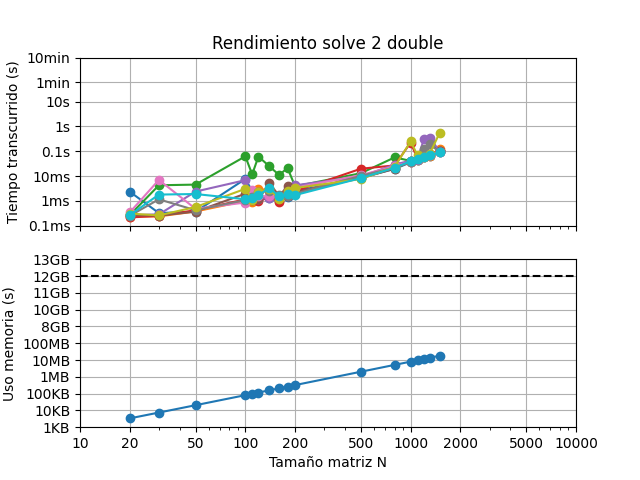 Rendimiento solve 2 double
Tiempo transcurrido (s)
10min
1min
10s
1s
0.1s
10ms
1ms
0.1ms
Uso memoria (s)
13GB
12GB
11GB
10GB
8GB
100MB
10MB
1MB
100KB
10KB
1KB
10 20 50 100 200 500 1000 2000 5000 10000
Tamaño matriz N